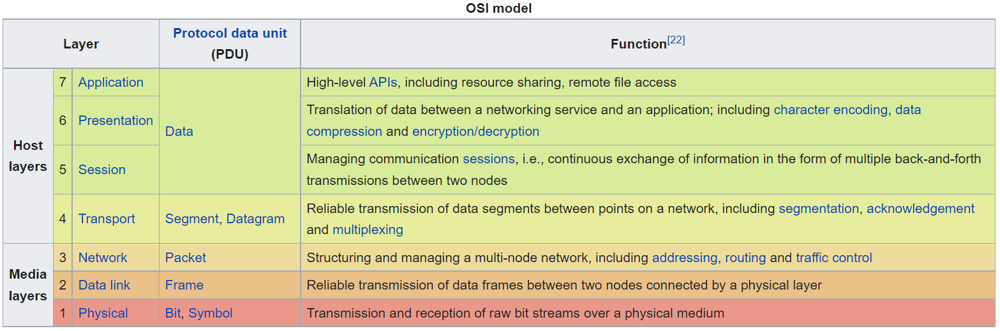 OSI model
Layer
Protocol data unit
(PDU)
Function[22]
Host
layers
7 Application
Data
High-level APIs, including resource sharing, remote file access
6 Presentation
Translation of data between a networking service and an application; including character encoding, data
compression and encryption/decryption
5 Session
Managing communication sessions, i.e., continuous exchange of information in the form of multiple back-and-forth
transmissions between two nodes
4 Transport
Segment, Datagram
Reliable transmission of data segments between points on a network, including segmentation, acknowledgement
and multiplexing
Media
layers
3 Network
Packet
Structuring and managing a multi-node network, including addressing, routing and traffic control
2 Data link
Frame
Reliable transmission of data frames between two nodes connected by a physical layer
1 Physical
Bit, Symbol
Transmission and reception of raw bit streams over a physical medium